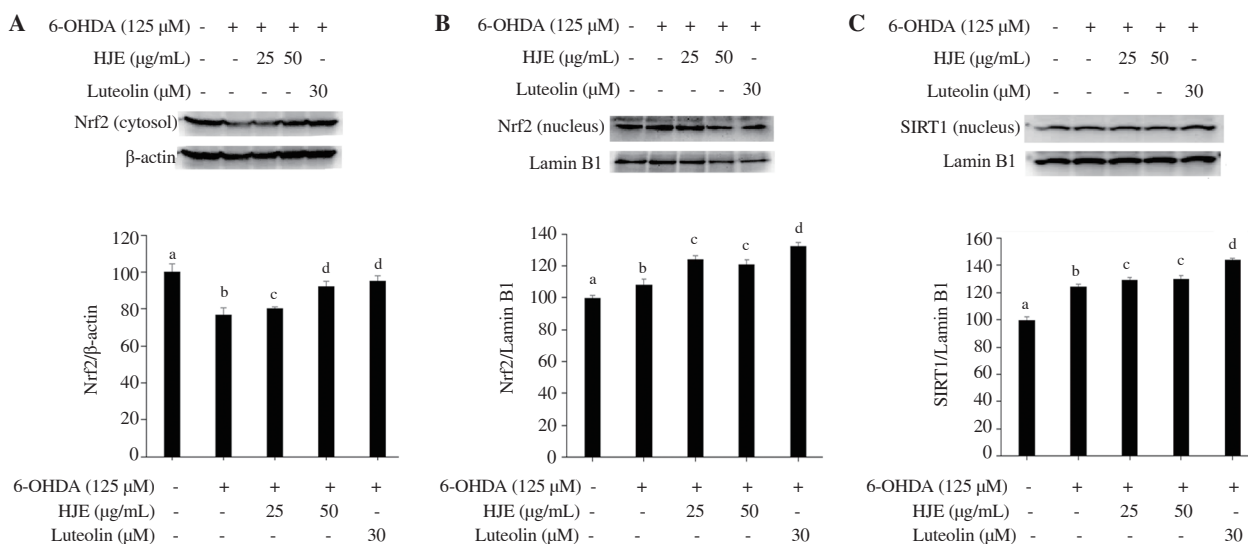 A
6-OHDA (125 μM) - + + + +
HJE (μg/mL) - - 25 50 -
Luteolin (μM) - - - - 30
Nrf2 (cytosol)
β-actin
Nrf2/β-actin
120
100
80
60
40
20
0
a
b
c
d
d
6-OHDA (125 μM) - + + + +
HJE (μg/mL) - - 25 50 -
Luteolin (μM) - - - - 30
B
6-OHDA (125 μM) - + + + +
HJE (μg/mL) - - 25 50 -
Luteolin (μM) - - - - 30
Nrf2 (nucleus)
Lamin B1
Nrf2/Lamin B1
140
120
100
80
60
40
20
0
a
b
c
c
d
6-OHDA (125 μM) - + + + +
HJE (μg/mL) - - 25 50 -
Luteolin (μM) - - - - 30
C
6-OHDA (125 μM) - + + + +
HJE (μg/mL) - - 25 50 -
Luteolin (μM) - - - - 30
SIRT1 (nucleus)
Lamin B1
SIRT1/Lamin B1
160
140
120
100
80
60
40
20
0
a
b
c
c
d
6-OHDA (125 μM) - + + + +
HJE (μg/mL) - - 25 50 -
Luteolin (μM) - - - - 30